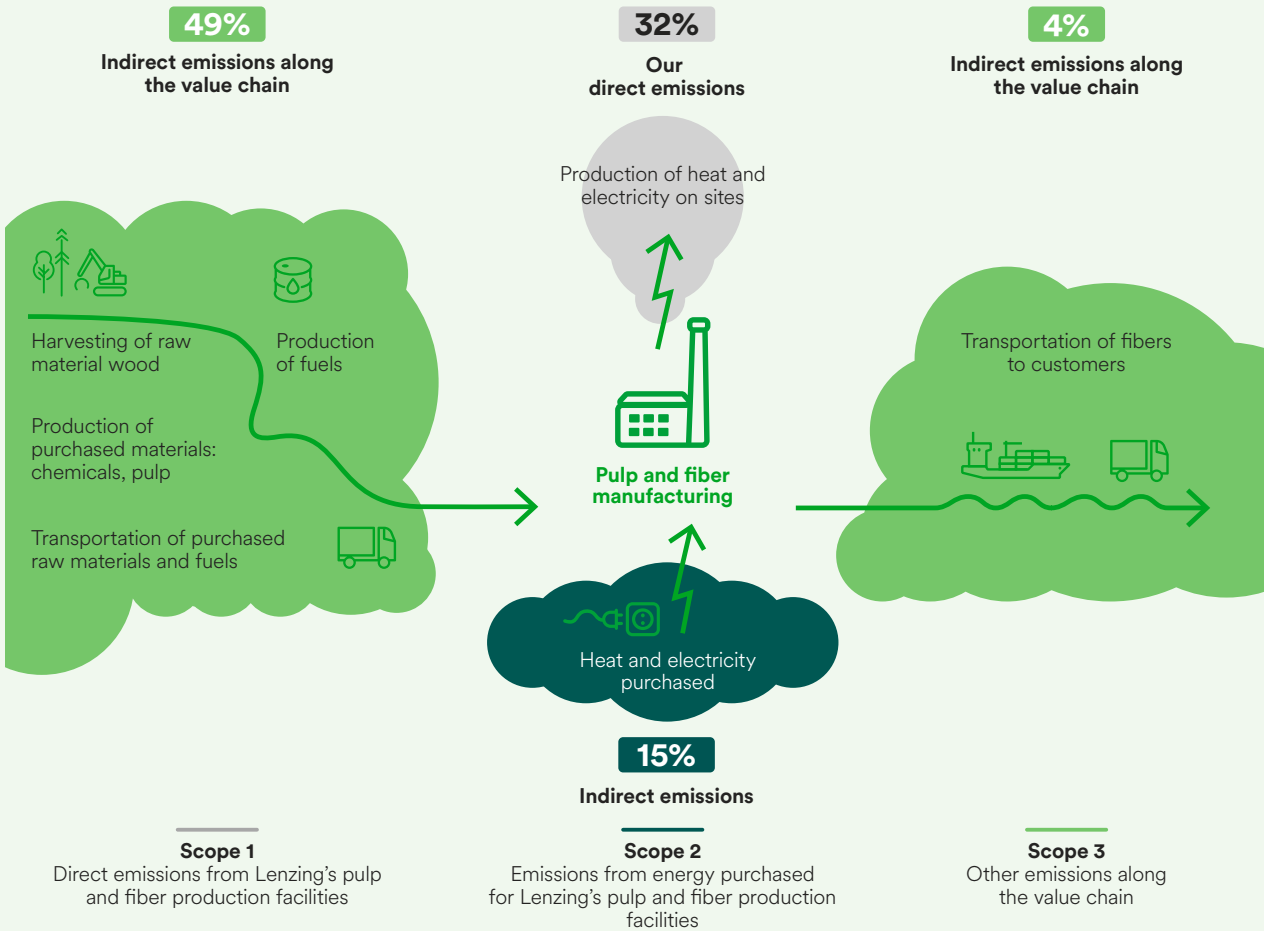 49%
Indirect emissions along
the value chain
32%
Our
direct emissions
4%
Indirect emissions along
the value chain
Production of heat and
electricity on sites
Harvesting of raw
material wood
Production
of fuels
Production of
purchased materials:
chemicals, pulp
Transportation of purchased
raw materials and fuels
Pulp and fiber
manufacturing
Transportation of fibers
to customers
Heat and electricity
purchased
15%
Indirect emissions
Scope 1
Direct emissions from Lenzing's pulp
and fiber production facilities
Scope 2
Emissions from energy purchased
for Lenzing's pulp and fiber production
facilities
Scope 3
Other emissions along
the value chain